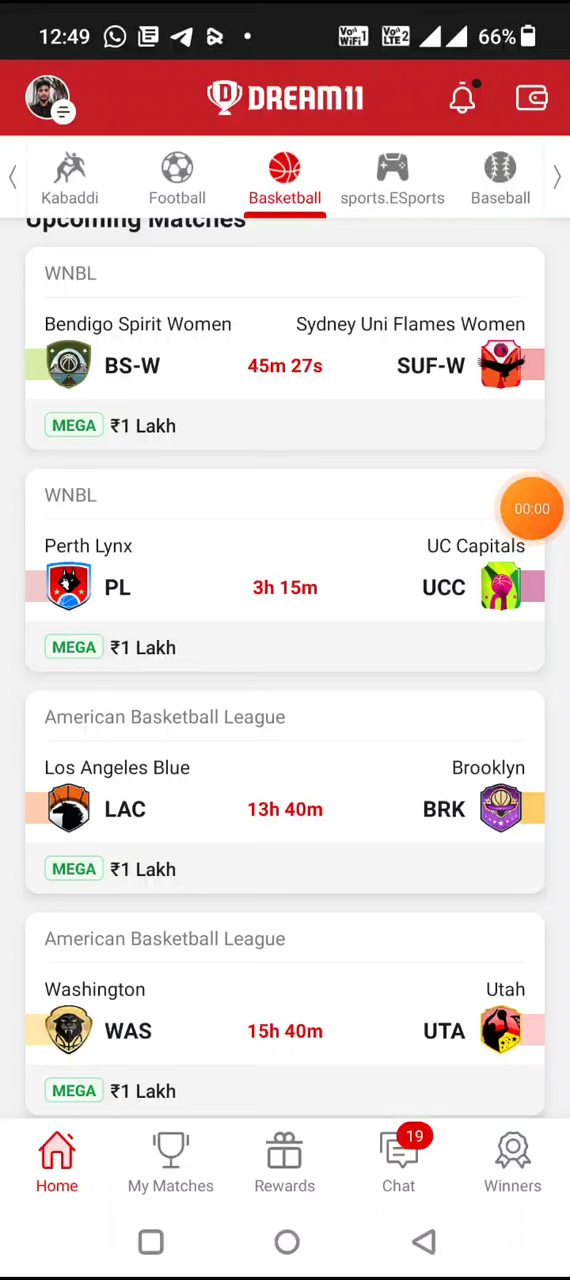 12:49
VoWiFi1 VoLTE2 66%
DREAM11
Kabaddi Football Basketball sports.ESports Baseball
Upcoming Matches
WNBL
Bendigo Spirit Women Sydney Uni Flames Women
BS-W 45m 27s SUF-W
MEGA ₹1 Lakh
WNBL
00:00
Perth Lynx UC Capitals
PL 3h 15m UCC
MEGA ₹1 Lakh
American Basketball League
Los Angeles Blue Brooklyn
LAC 13h 40m BRK
MEGA ₹1 Lakh
American Basketball League
Washington Utah
WAS 15h 40m UTA
MEGA ₹1 Lakh
19
Home My Matches Rewards Chat Winners